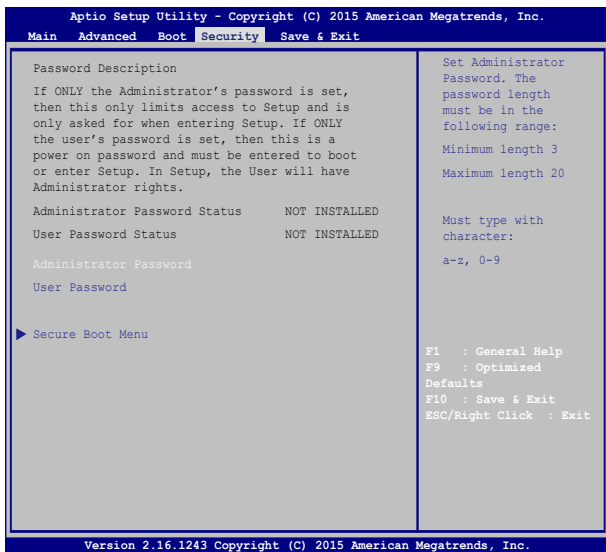 Aptio Setup Utility - Copyright (C) 2015 American Megatrends, Inc.
Main Advanced Boot Security Save & Exit
Password Description
If ONLY the Administrator's password is set,
then this only limits access to Setup and is
only asked for when entering Setup. If ONLY
the user's password is set, then this is a
power on password and must be entered to boot
or enter Setup. In Setup, the User will have
Administrator rights.
Administrator Password Status NOT INSTALLED
User Password Status NOT INSTALLED
Administrator Password
User Password
Secure Boot Menu
Set Administrator
Password. The
password length
must be in the
following range:
Minimum length 3
Maximum length 20
Must type with
character:
a-z, 0-9
F1 : General Help
F9 : Optimized
Defaults
F10 : Save & Exit
ESC/Right Click : Exit
Version 2.16.1243 Copyright (C) 2015 American Megatrends, Inc.